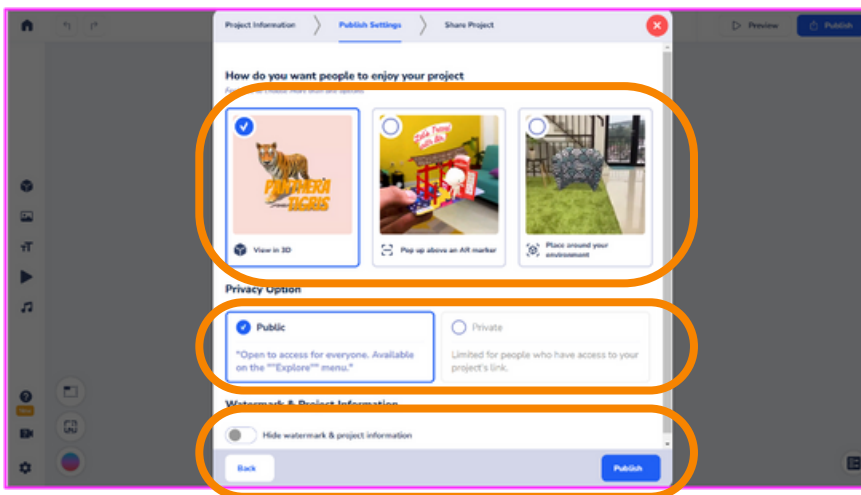 Project Information
Publish Settings
Share Project
Preview
Publish
How do you want people to enjoy your project
PANTHERA
TIGRIS
View in 3D
Pop up above an AR marker
Place around your
environment
Privacy Option
Public
"Open to access for everyone. Available
on the ""Explore"" menu."
Private
Limited for people who have access to your
project's link.
Watermark & Project Information
Hide watermark & project information
Back
Publish